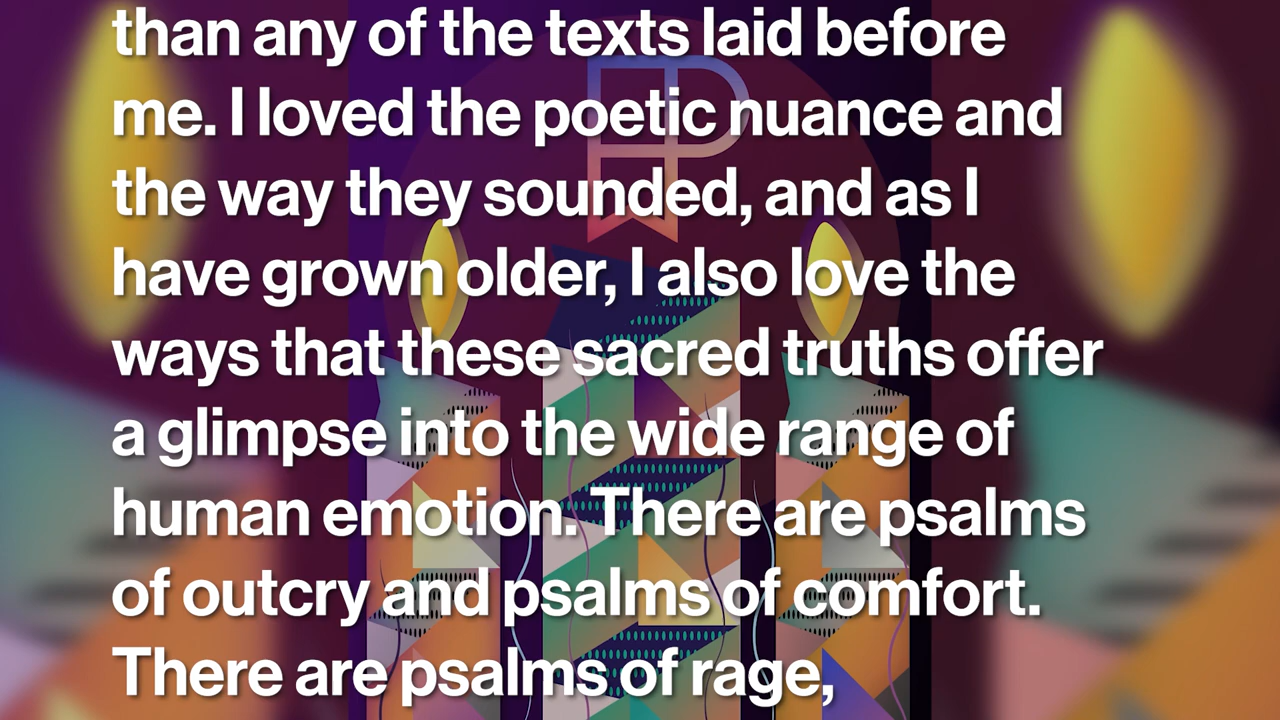 than any of the texts laid before
me. I loved the poetic nuance and
the way they sounded, and as I
have grown older, I also love the
ways that these sacred truths offer
a glimpse into the wide range of
human emotion. There are psalms
of outcry and psalms of comfort.
There are psalms of rage,